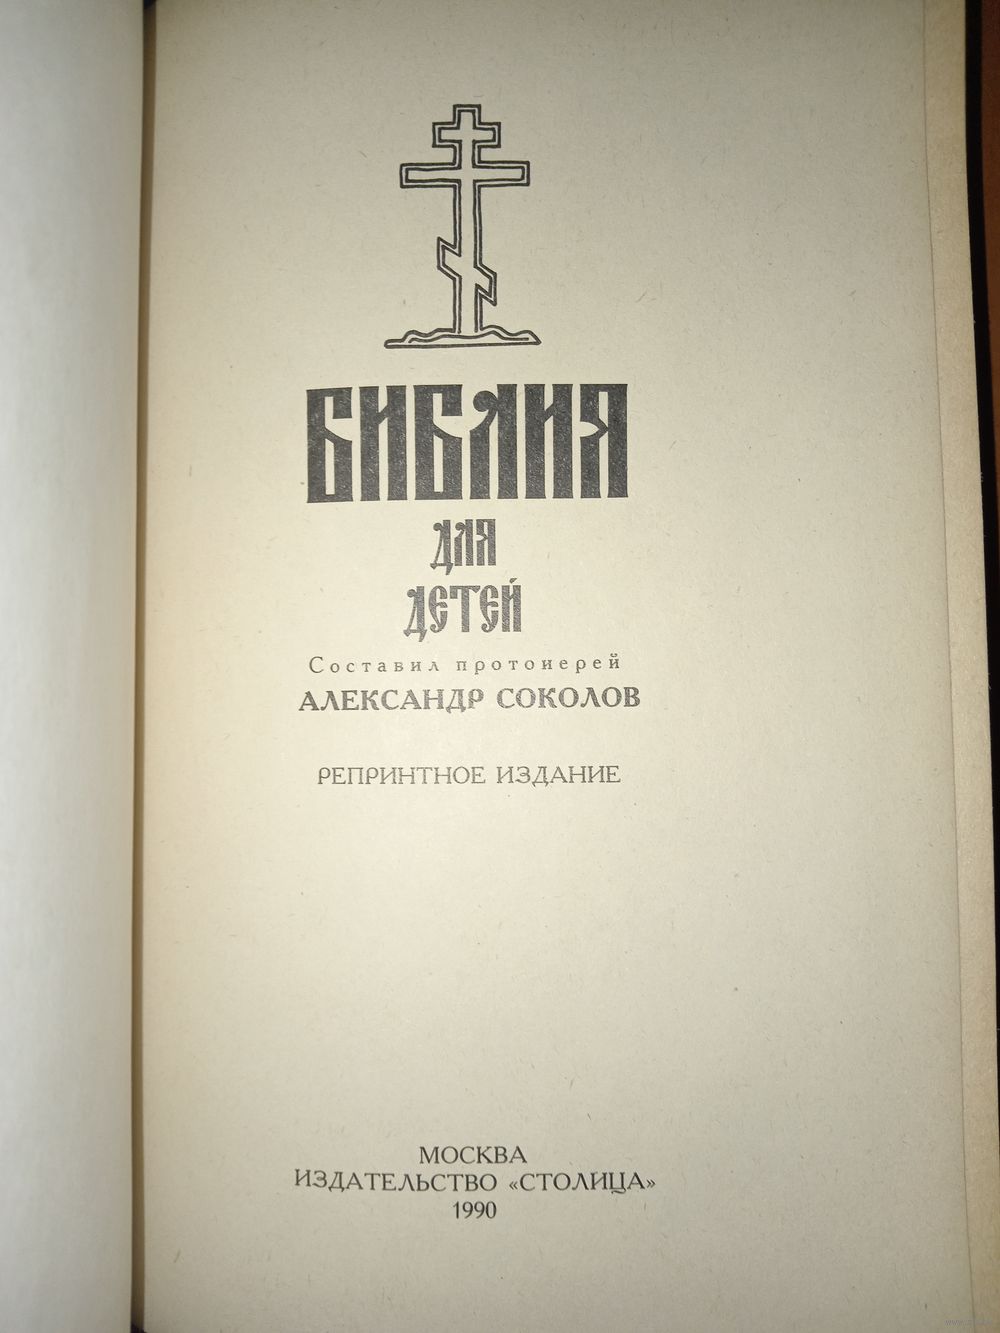 БИБЛИЯ
ДЛЯ
ДЕТЕЙ
Составил протоиерей
АЛЕКСАНДР СОКОЛОВ
РЕПРИНТНОЕ ИЗДАНИЕ
МОСКВА
ИЗДАТЕЛЬСТВО «СТОЛИЦА»
1990